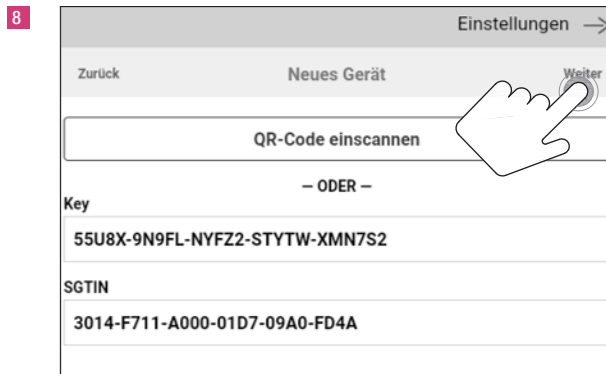 8
Einstellungen
Zurück Neues Gerät Weiter
QR-Code einscannen
— ODER —
Key
55U8X-9N9FL-NYFZ2-STYTW-XMN7S2
SGTIN
3014-F711-A000-01D7-09A0-FD4A